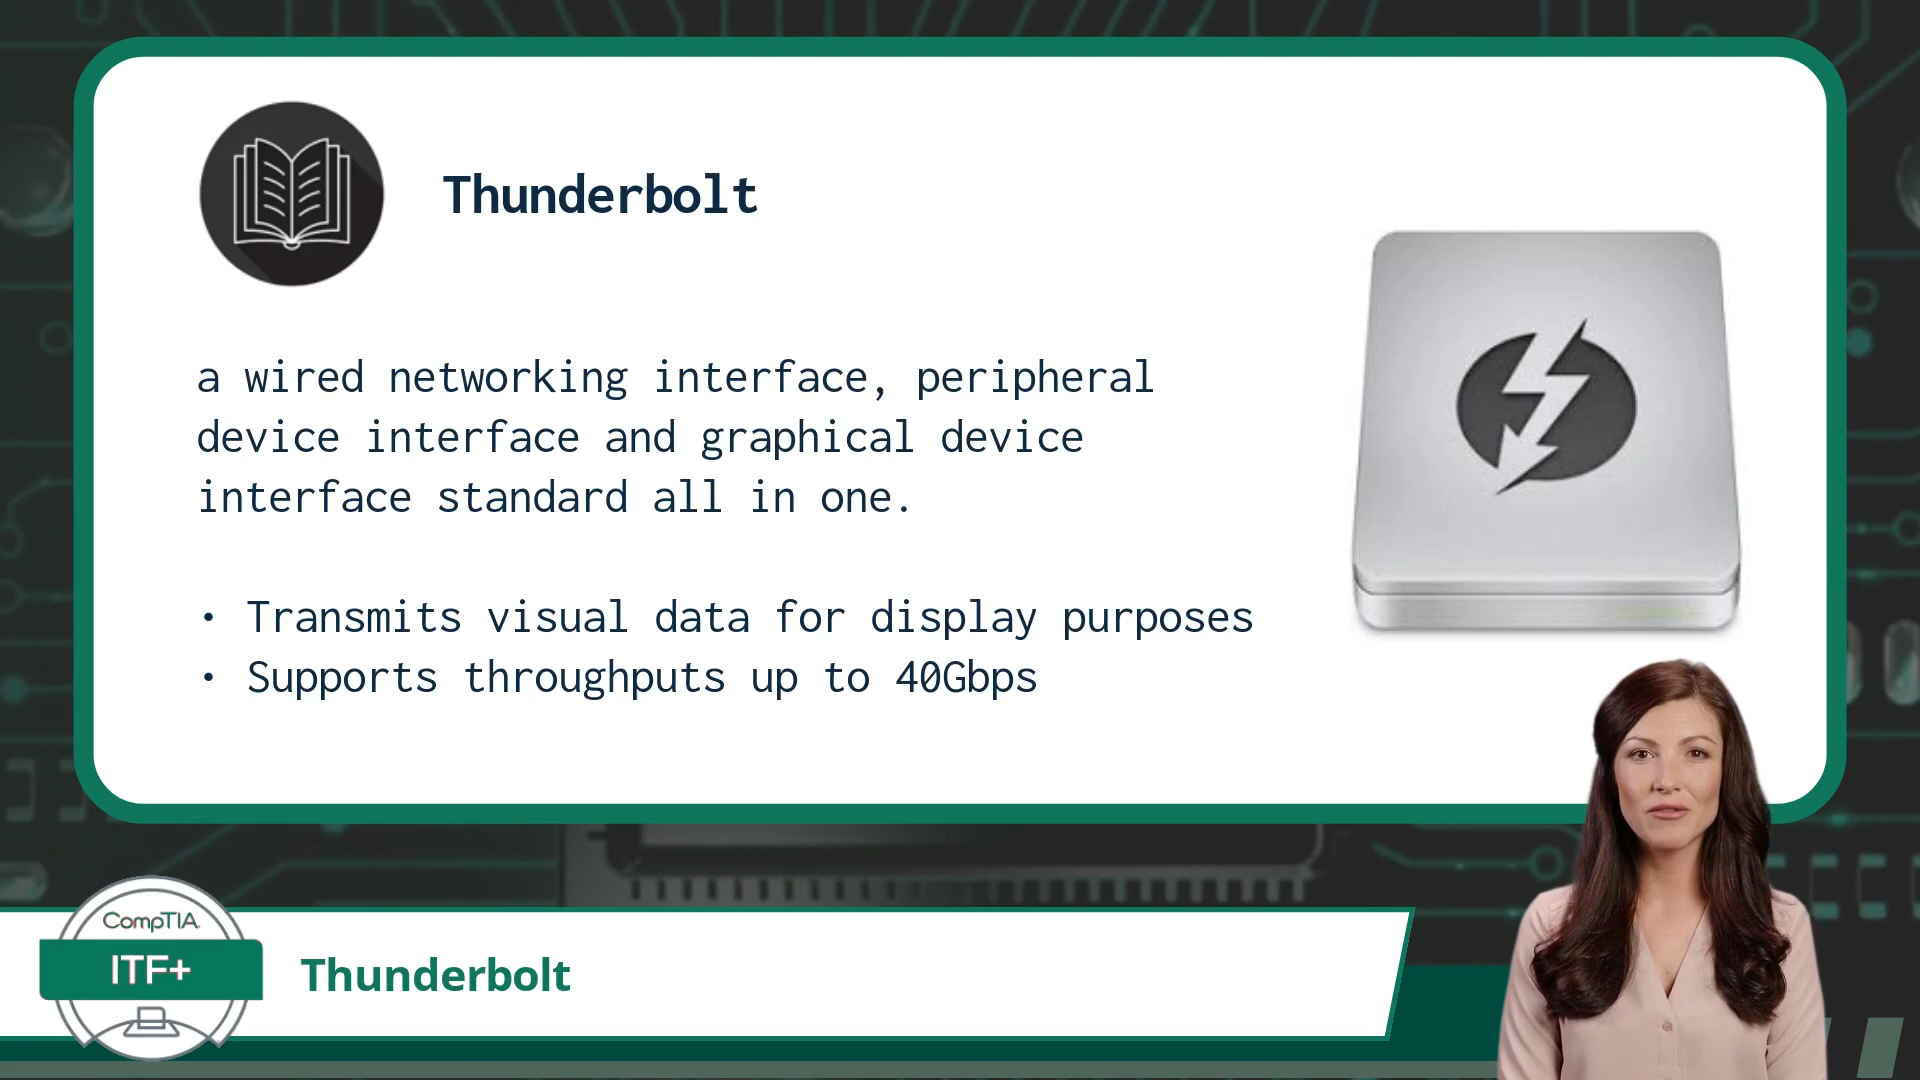 Thunderbolt
a wired networking interface, peripheral
device interface and graphical device
interface standard all in one.
• Transmits visual data for display purposes
• Supports throughputs up to 40Gbps
CompTIA
ITF+
Thunderbolt